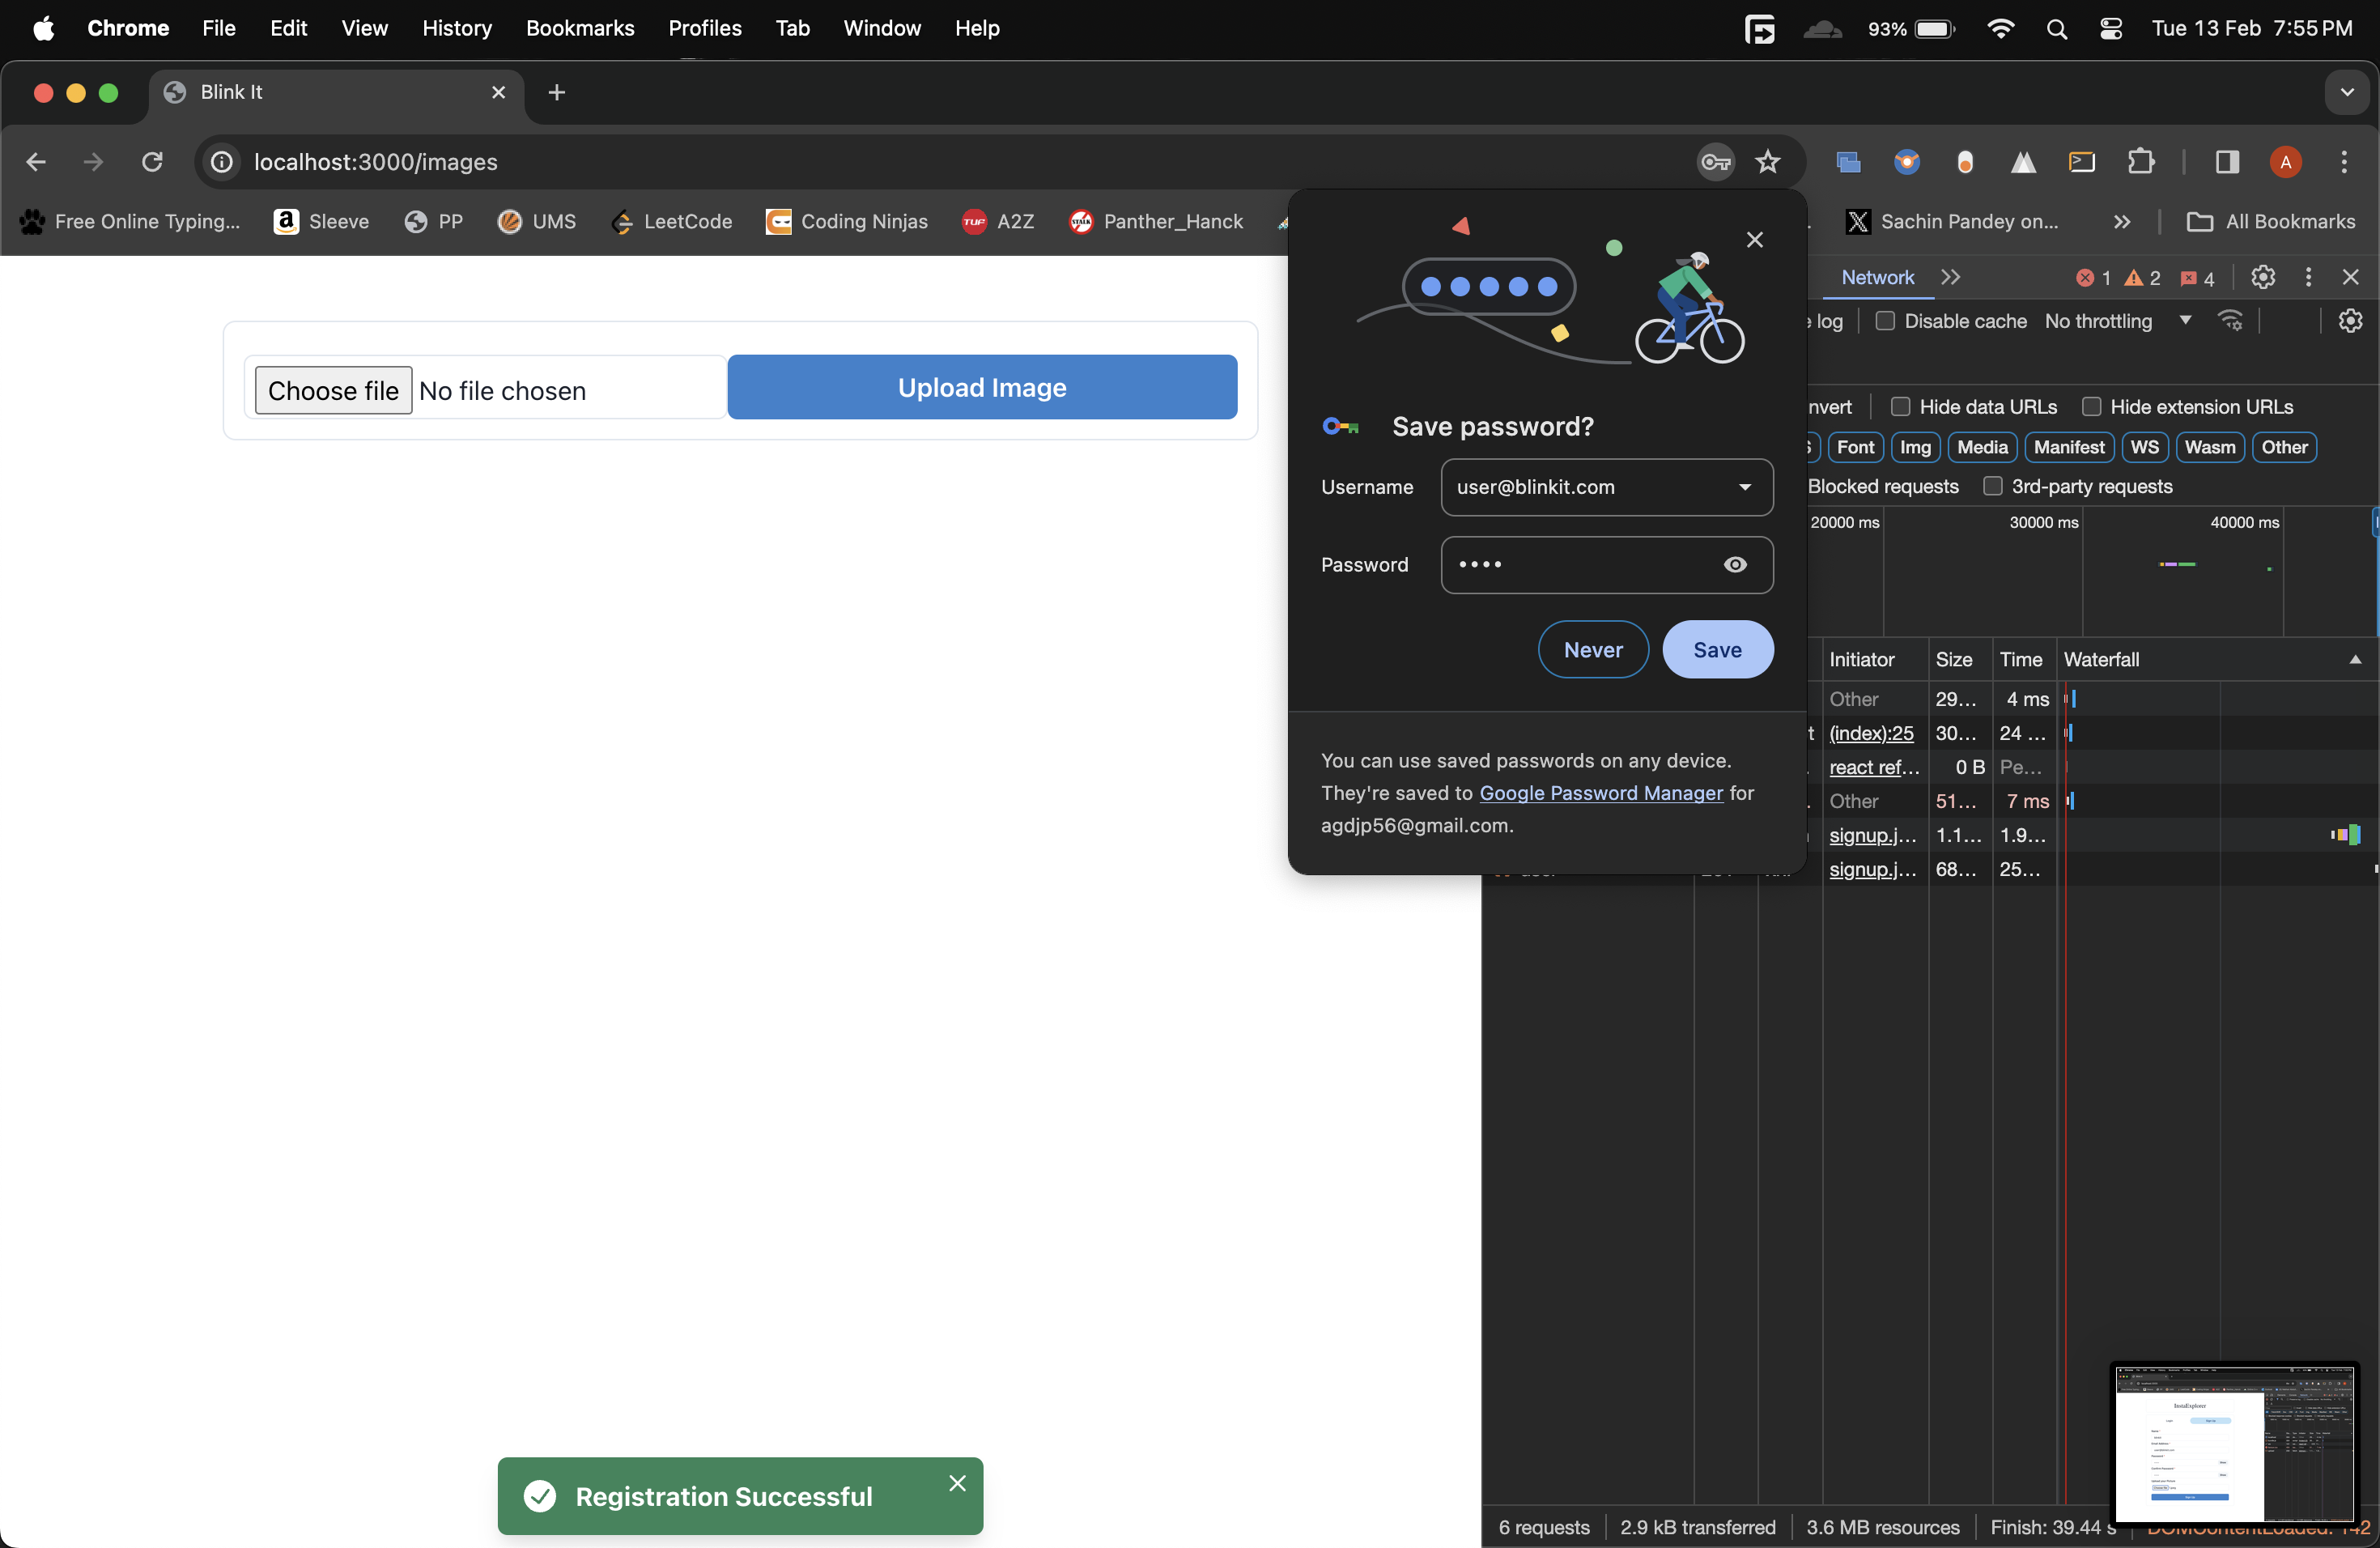 Chrome File Edit View History Bookmarks Profiles Tab Window Help 93% Tue 13 Feb 7:55 PM
Blink It
localhost:3000/images
A
Free Online Typing... Sleeve PP UMS LeetCode Coding Ninjas A2Z Panther_Hanck Sachin Pandey on... All Bookmarks
Network 1 2 4
log Disable cache No throttling
Choose file No file chosen Upload Image
Hide data URLs Hide extension URLs
Font Img Media Manifest WS Wasm Other
Blocked requests 3rd-party requests
20000 ms 30000 ms 40000 ms
Save password?
Username user@blinkit.com
Password ••••
Never Save
You can use saved passwords on any device.
They're saved to Google Password Manager for
agdjp56@gmail.com.
Initiator Size Time Waterfall
Other 29... 4 ms
(index):25 30... 24 ...
react ref... 0 B Pe...
Other 51... 7 ms
signup.j... 1.1... 1.9...
signup.j... 68... 25...
Registration Successful
6 requests 2.9 kB transferred 3.6 MB resources Finish: 39.44 s